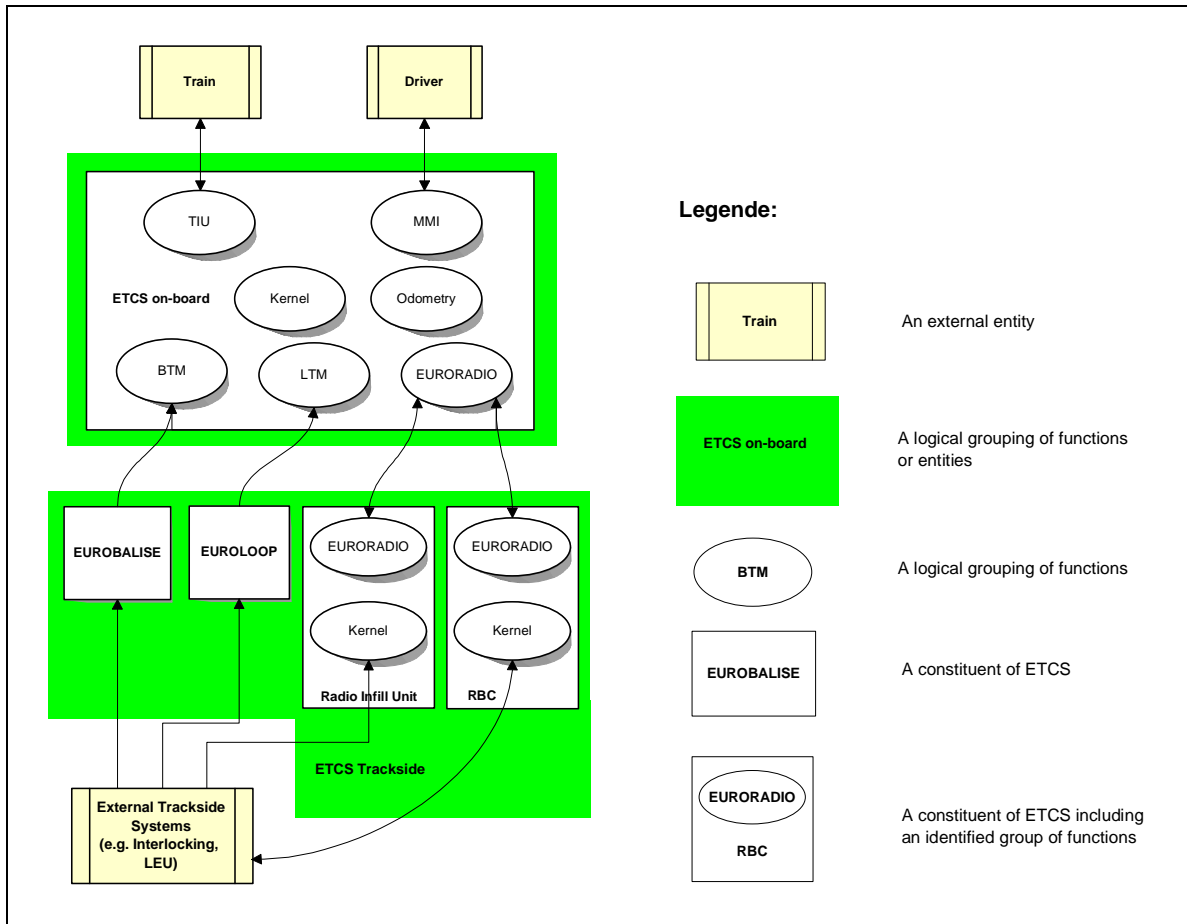 Train
Driver
TIU
MMI
ETCS on-board
Kernel
Odometry
BTM
LTM
EURORADIO
EUROBALISE
EUROLOOP
EURORADIO
EURORADIO
Kernel
Kernel
Radio Infill Unit
RBC
ETCS Trackside
External Trackside
Systems
(e.g. Interlocking,
LEU)
Legende:
Train
An external entity
ETCS on-board
A logical grouping of functions
or entities
BTM
A logical grouping of functions
EUROBALISE
A constituent of ETCS
EURORADIO
RBC
A constituent of ETCS including
an identified group of functions